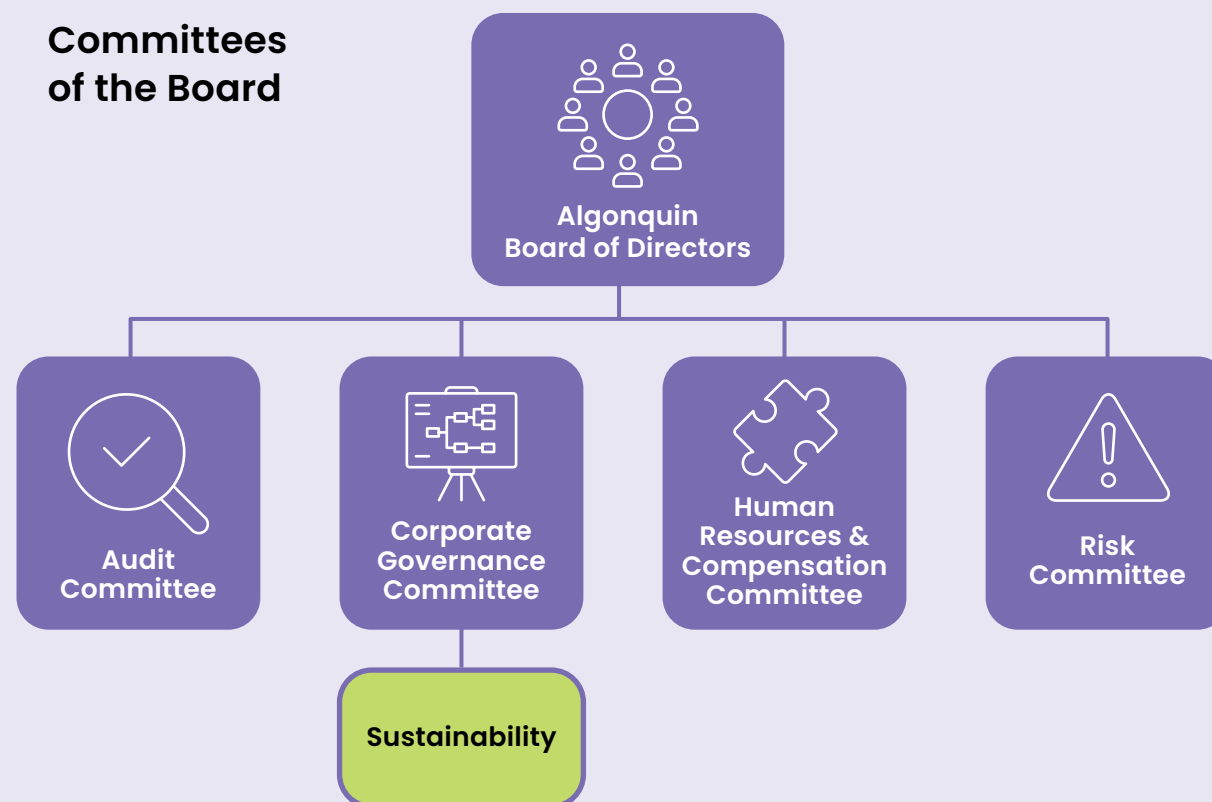 Committees
of the Board
Algonquin
Board of Directors
Audit
Committee
Corporate
Governance
Committee
Human
Resources &
Compensation
Committee
Risk
Committee
Sustainability